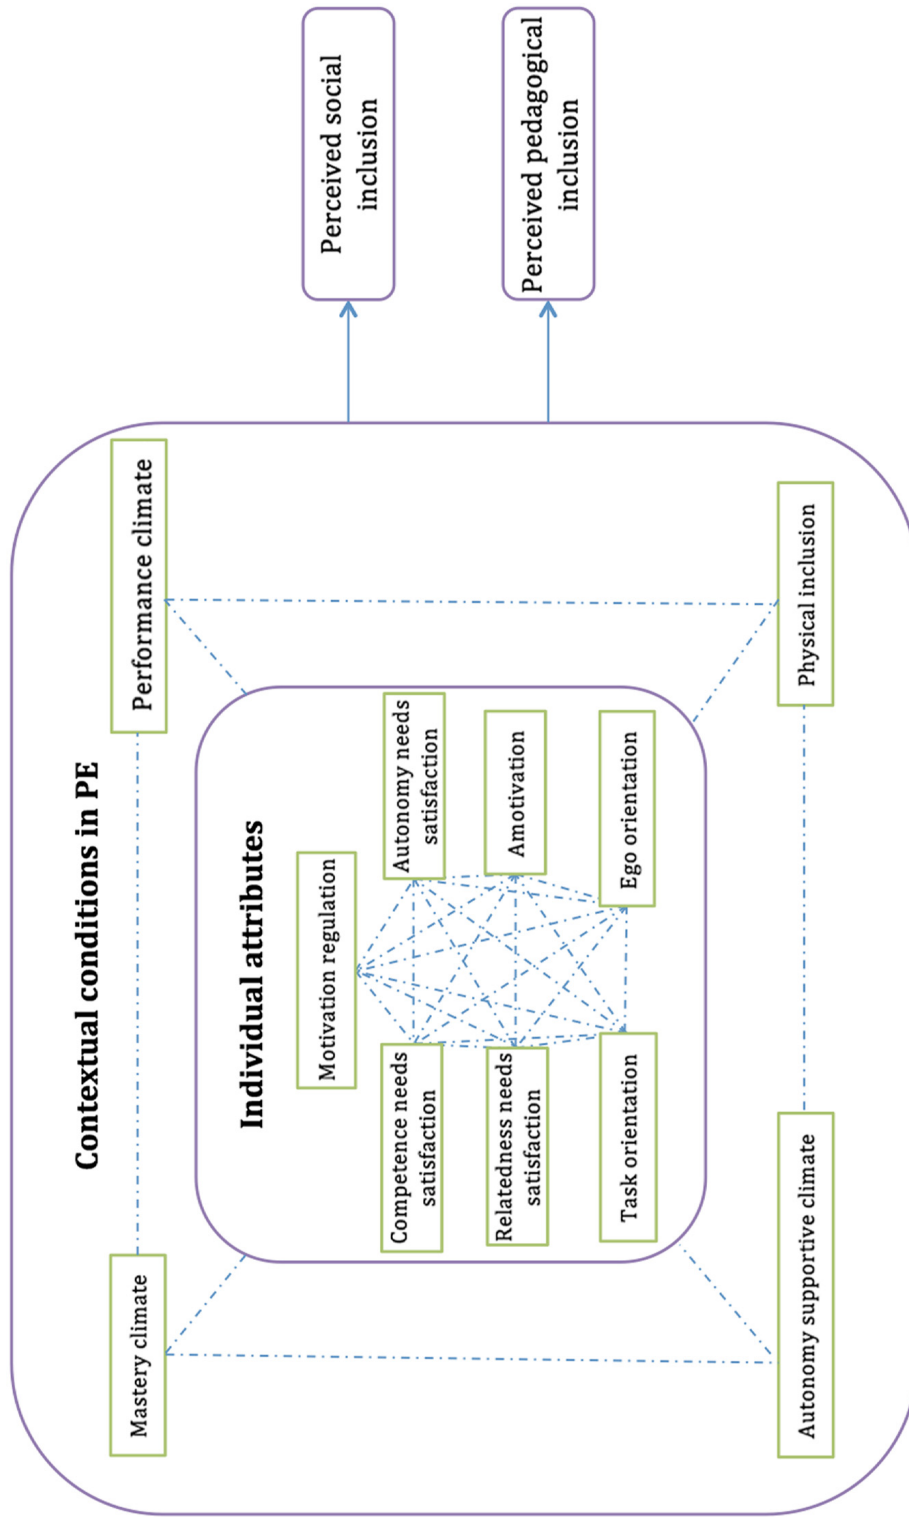 Contextual conditions in PE
Mastery climate
Performance climate
Individual attributes
Motivation regulation
Competence needs
satisfaction
Autonomy needs
satisfaction
Relatedness needs
satisfaction
Amotivation
Task orientation
Ego orientation
Autonomy supportive climate
Physical inclusion
Perceived social
inclusion
Perceived pedagogical
inclusion